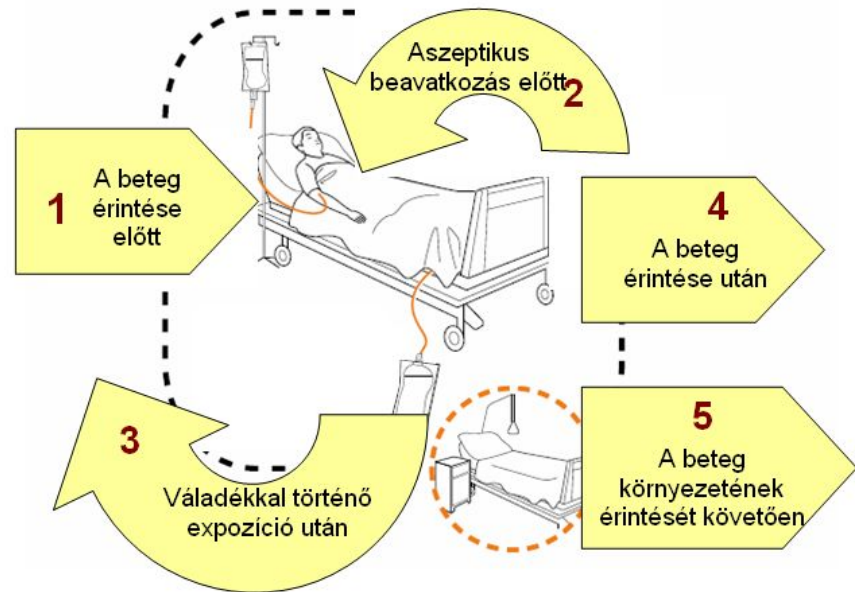 1
A beteg
érintése
előtt
Aszeptikus
beavatkozás előtt
2
3
Váladékkal történő
expozíció után
4
A beteg
érintése után
5
A beteg
környezetének
érintését követően